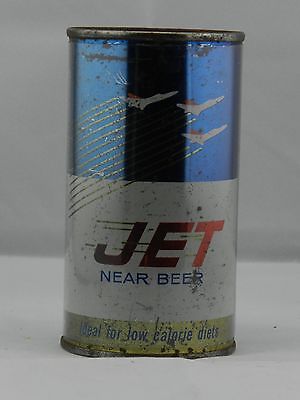 JET
NEAR BEER
Ideal for low calorie diets